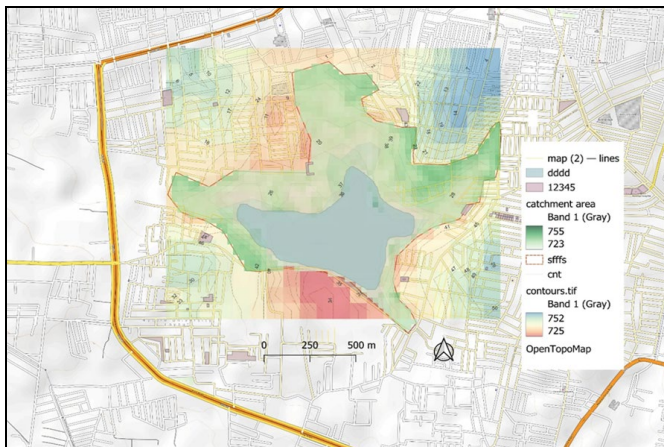 map (2) — lines
dddd
12345
catchment area
Band 1 (Gray)
755
723
sfffs
cnt
contours.tif
Band 1 (Gray)
752
725
OpenTopoMap
0 250 500 m